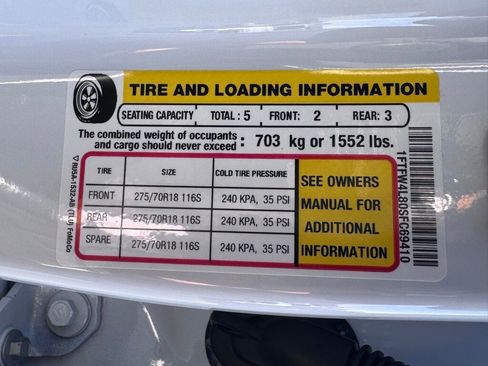 TIRE AND LOADING INFORMATION
SEATING CAPACITY TOTAL : 5 FRONT: 2 REAR: 3
The combined weight of occupants
and cargo should never exceed : 703 kg or 1552 lbs.
TIRE SIZE COLD TIRE PRESSURE
FRONT 275/70R18 116S 240 KPA, 35 PSI
REAR 275/70R18 116S 240 KPA, 35 PSI
SPARE 275/70R18 116S 240 KPA, 35 PSI
SEE OWNERS
MANUAL FOR
ADDITIONAL
INFORMATION